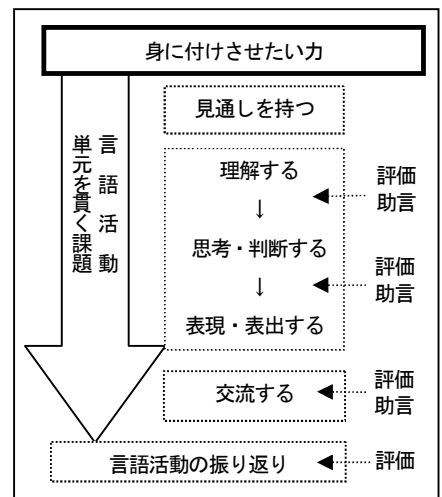 身に付けさせたい力
見通しを持つ
言語活動
単元を貫く課題
理解する
評価
助言
↓
思考・判断する
評価
助言
↓
表現・表出する
交流する
評価
助言
言語活動の振り返り
評価